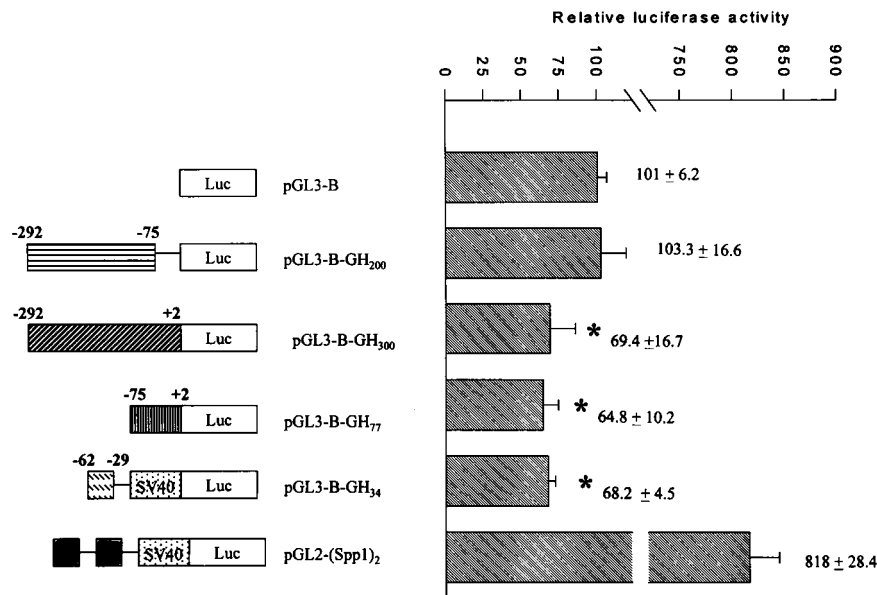 Relative luciferase activity
0 25 50 75 100 750 800 850 900
Luc pGL3-B 101 ± 6.2
-292 -75
Luc pGL3-B-GH200 103.3 ± 16.6
-292 +2
Luc pGL3-B-GH300 * 69.4 ±16.7
-75 +2
Luc pGL3-B-GH77 * 64.8 ± 10.2
-62 -29
SV40 Luc pGL3-B-GH34 * 68.2 ± 4.5
SV40 Luc pGL2-(Spp1)2 818 ± 28.4